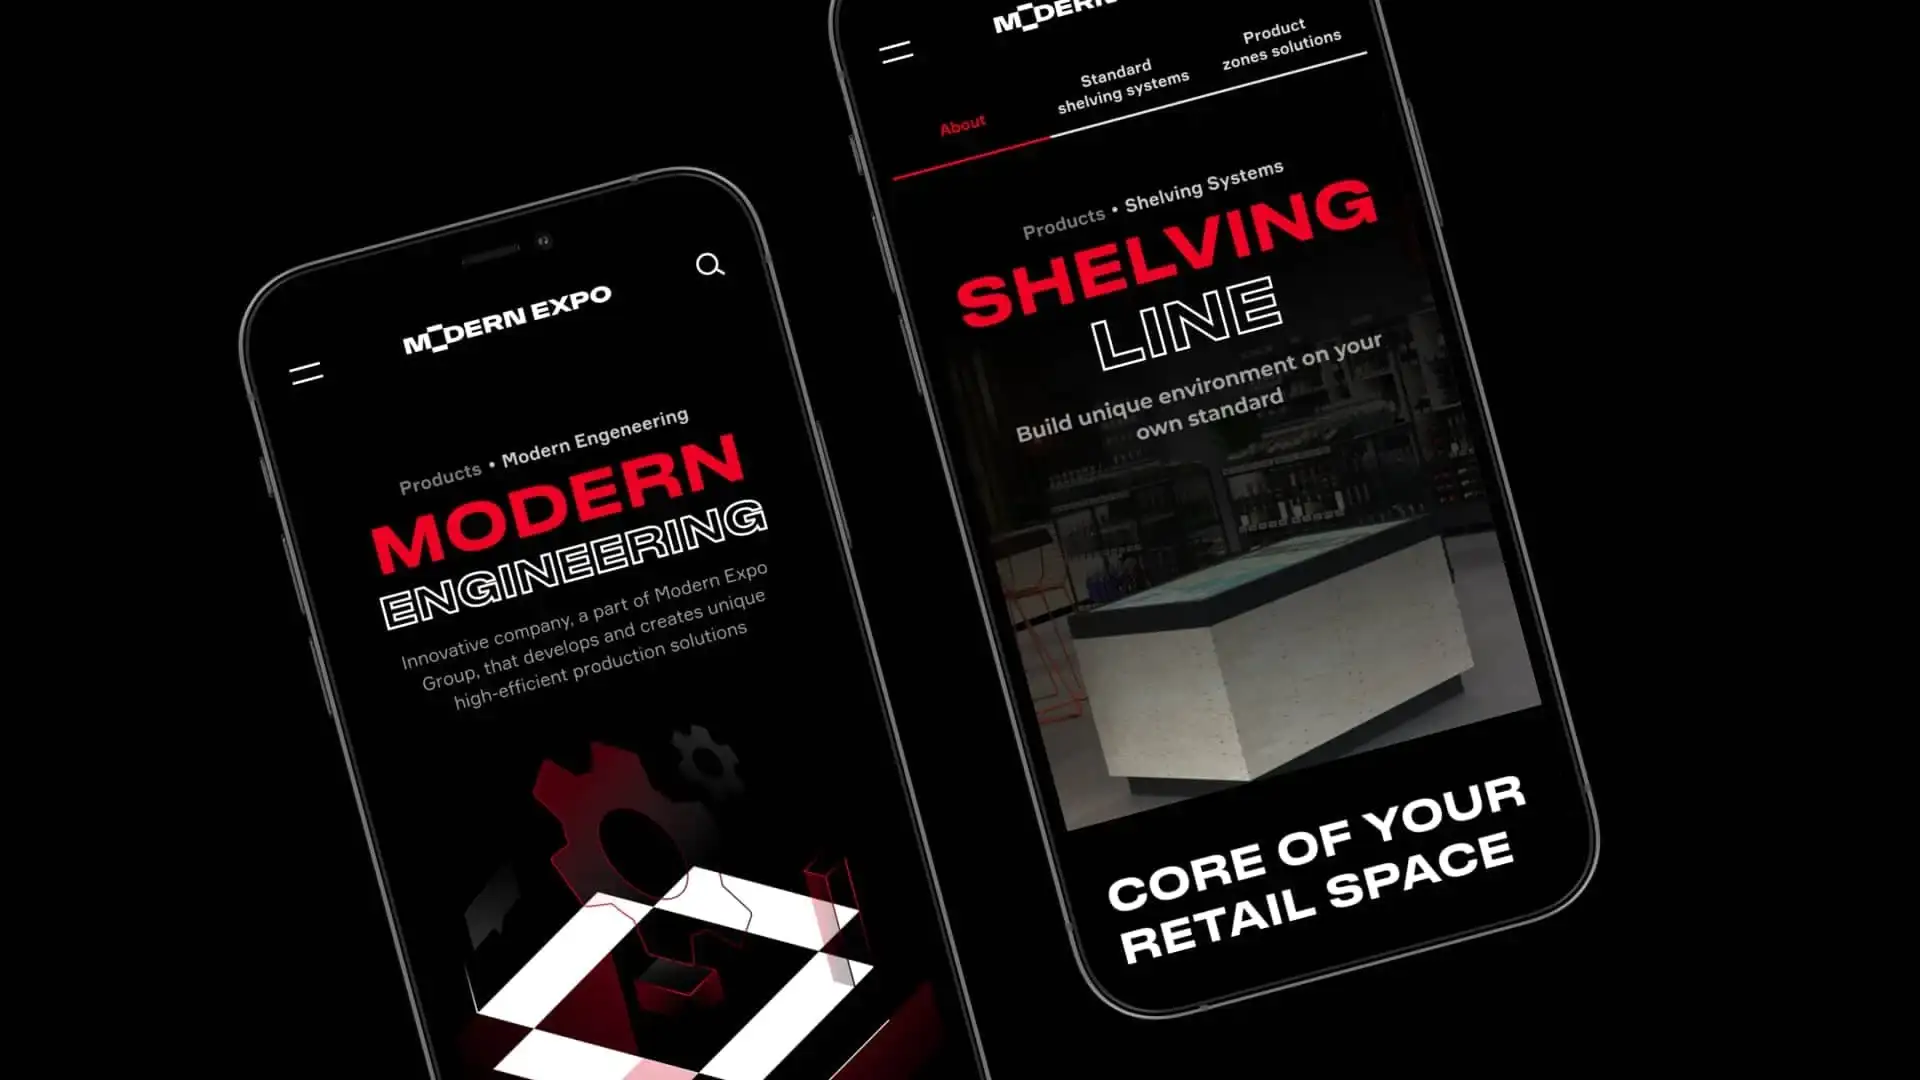 MODERN EXPO
Products • Modern Engeneering
MODERN
ENGINEERING
Innovative company, a part of Modern Expo
Group, that develops and creates unique
high-efficient production solutions
MODERN
About
Standard
shelving systems
Product
zones solutions
Products • Shelving Systems
SHELVING
LINE
Build unique environment on your
own standard
CORE OF YOUR
RETAIL SPACE